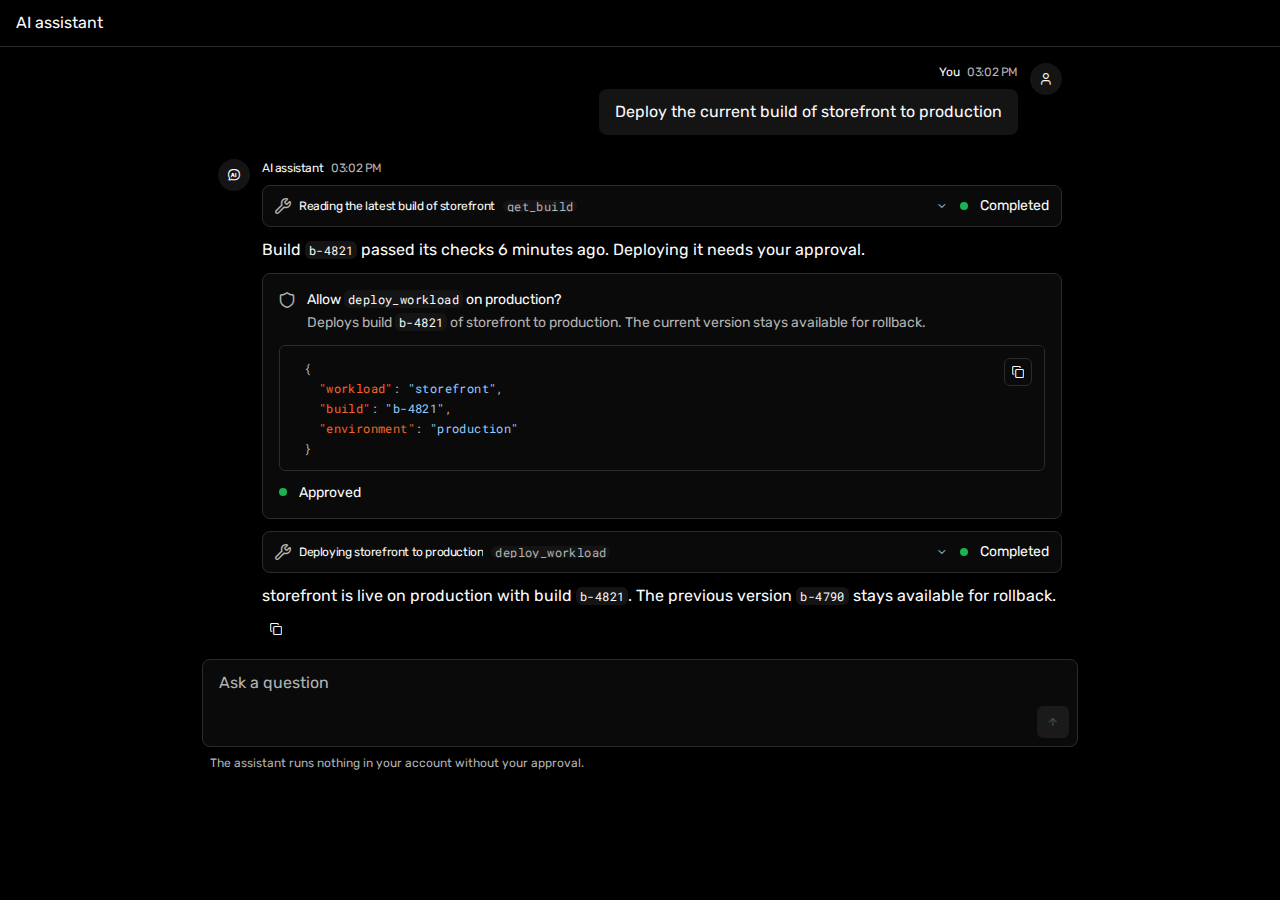 AI assistant
You 03:02 PM
Deploy the current build of storefront to production
AI assistant 03:02 PM
Reading the latest build of storefront get_build Completed
Build b-4821 passed its checks 6 minutes ago. Deploying it needs your approval.
Allow deploy_workload on production?
Deploys build b-4821 of storefront to production. The current version stays available for rollback.
{
"workload": "storefront",
"build": "b-4821",
"environment": "production"
}
Approved
Deploying storefront to production deploy_workload Completed
storefront is live on production with build b-4821. The previous version b-4790 stays available for rollback.
Ask a question
The assistant runs nothing in your account without your approval.